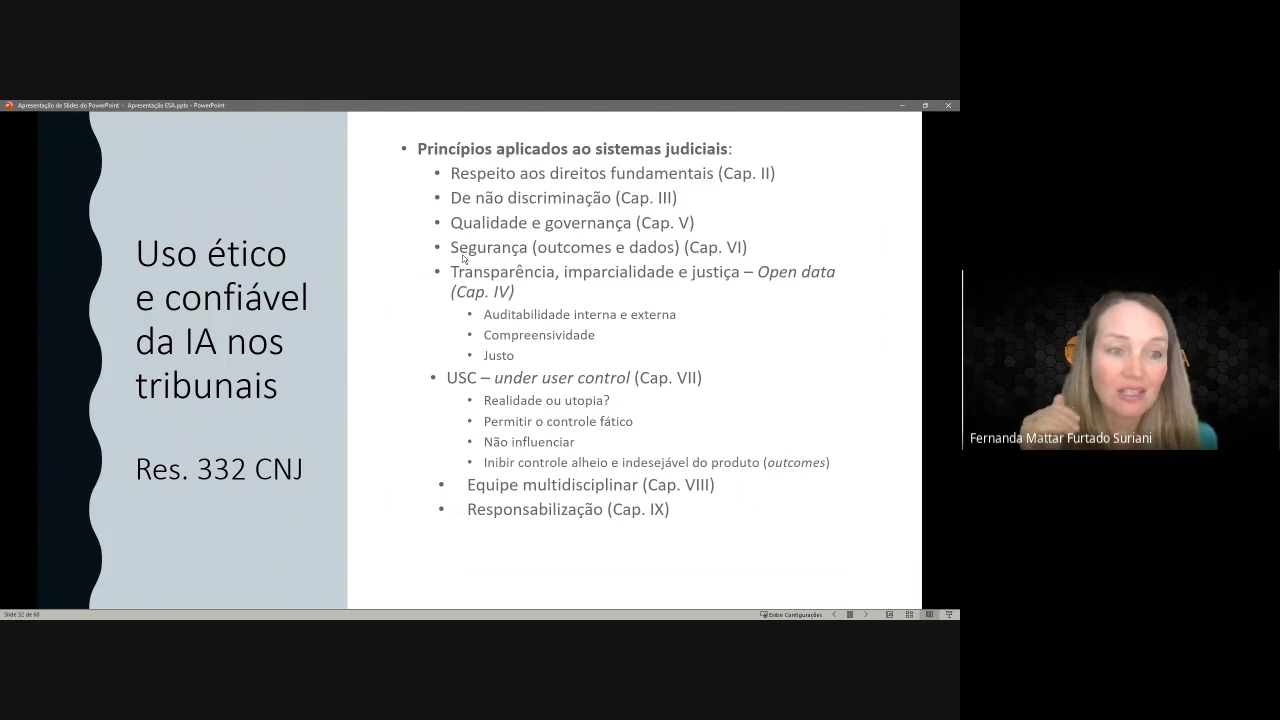 Apresentação de Slides do PowerPoint - Apresentação ESA.pptx - PowerPoint
Uso ético
e confiável
da IA nos
tribunais
Res. 332 CNJ
• Princípios aplicados ao sistemas judiciais:
• Respeito aos direitos fundamentais (Cap. II)
• De não discriminação (Cap. III)
• Qualidade e governança (Cap. V)
• Segurança (outcomes e dados) (Cap. VI)
• Transparência, imparcialidade e justiça – Open data
(Cap. IV)
• Auditabilidade interna e externa
• Compreensividade
• Justo
• USC – under user control (Cap. VII)
• Realidade ou utopia?
• Permitir o controle fático
• Não influenciar
• Inibir controle alheio e indesejável do produto (outcomes)
• Equipe multidisciplinar (Cap. VIII)
• Responsabilização (Cap. IX)
Fernanda Mattar Furtado Suriani
Slide 32 de 60
Exibir Configurações